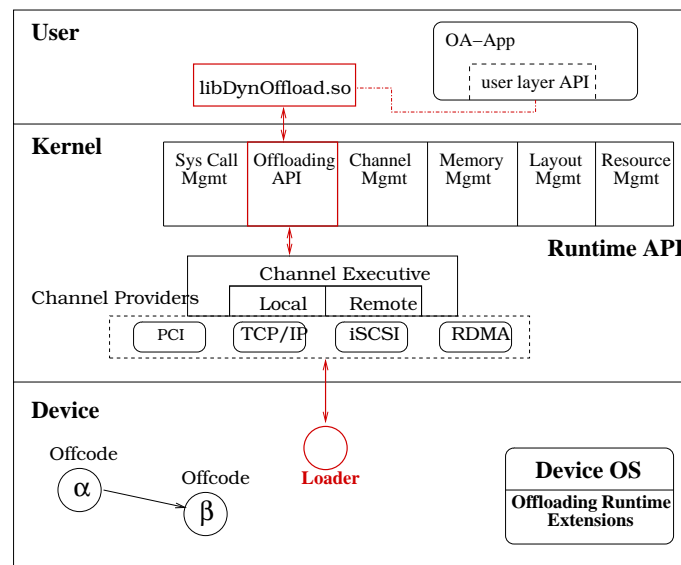 User
OA–App
user layer API
libDynOffload.so
Kernel
Sys Call
Mgmt
Offloading
API
Channel
Mgmt
Memory
Mgmt
Layout
Mgmt
Resource
Mgmt
Runtime API
Channel Executive
Local
Remote
Channel Providers
PCI
TCP/IP
iSCSI
RDMA
Device
Offcode
α
Offcode
β
Loader
Device OS
Offloading Runtime
Extensions